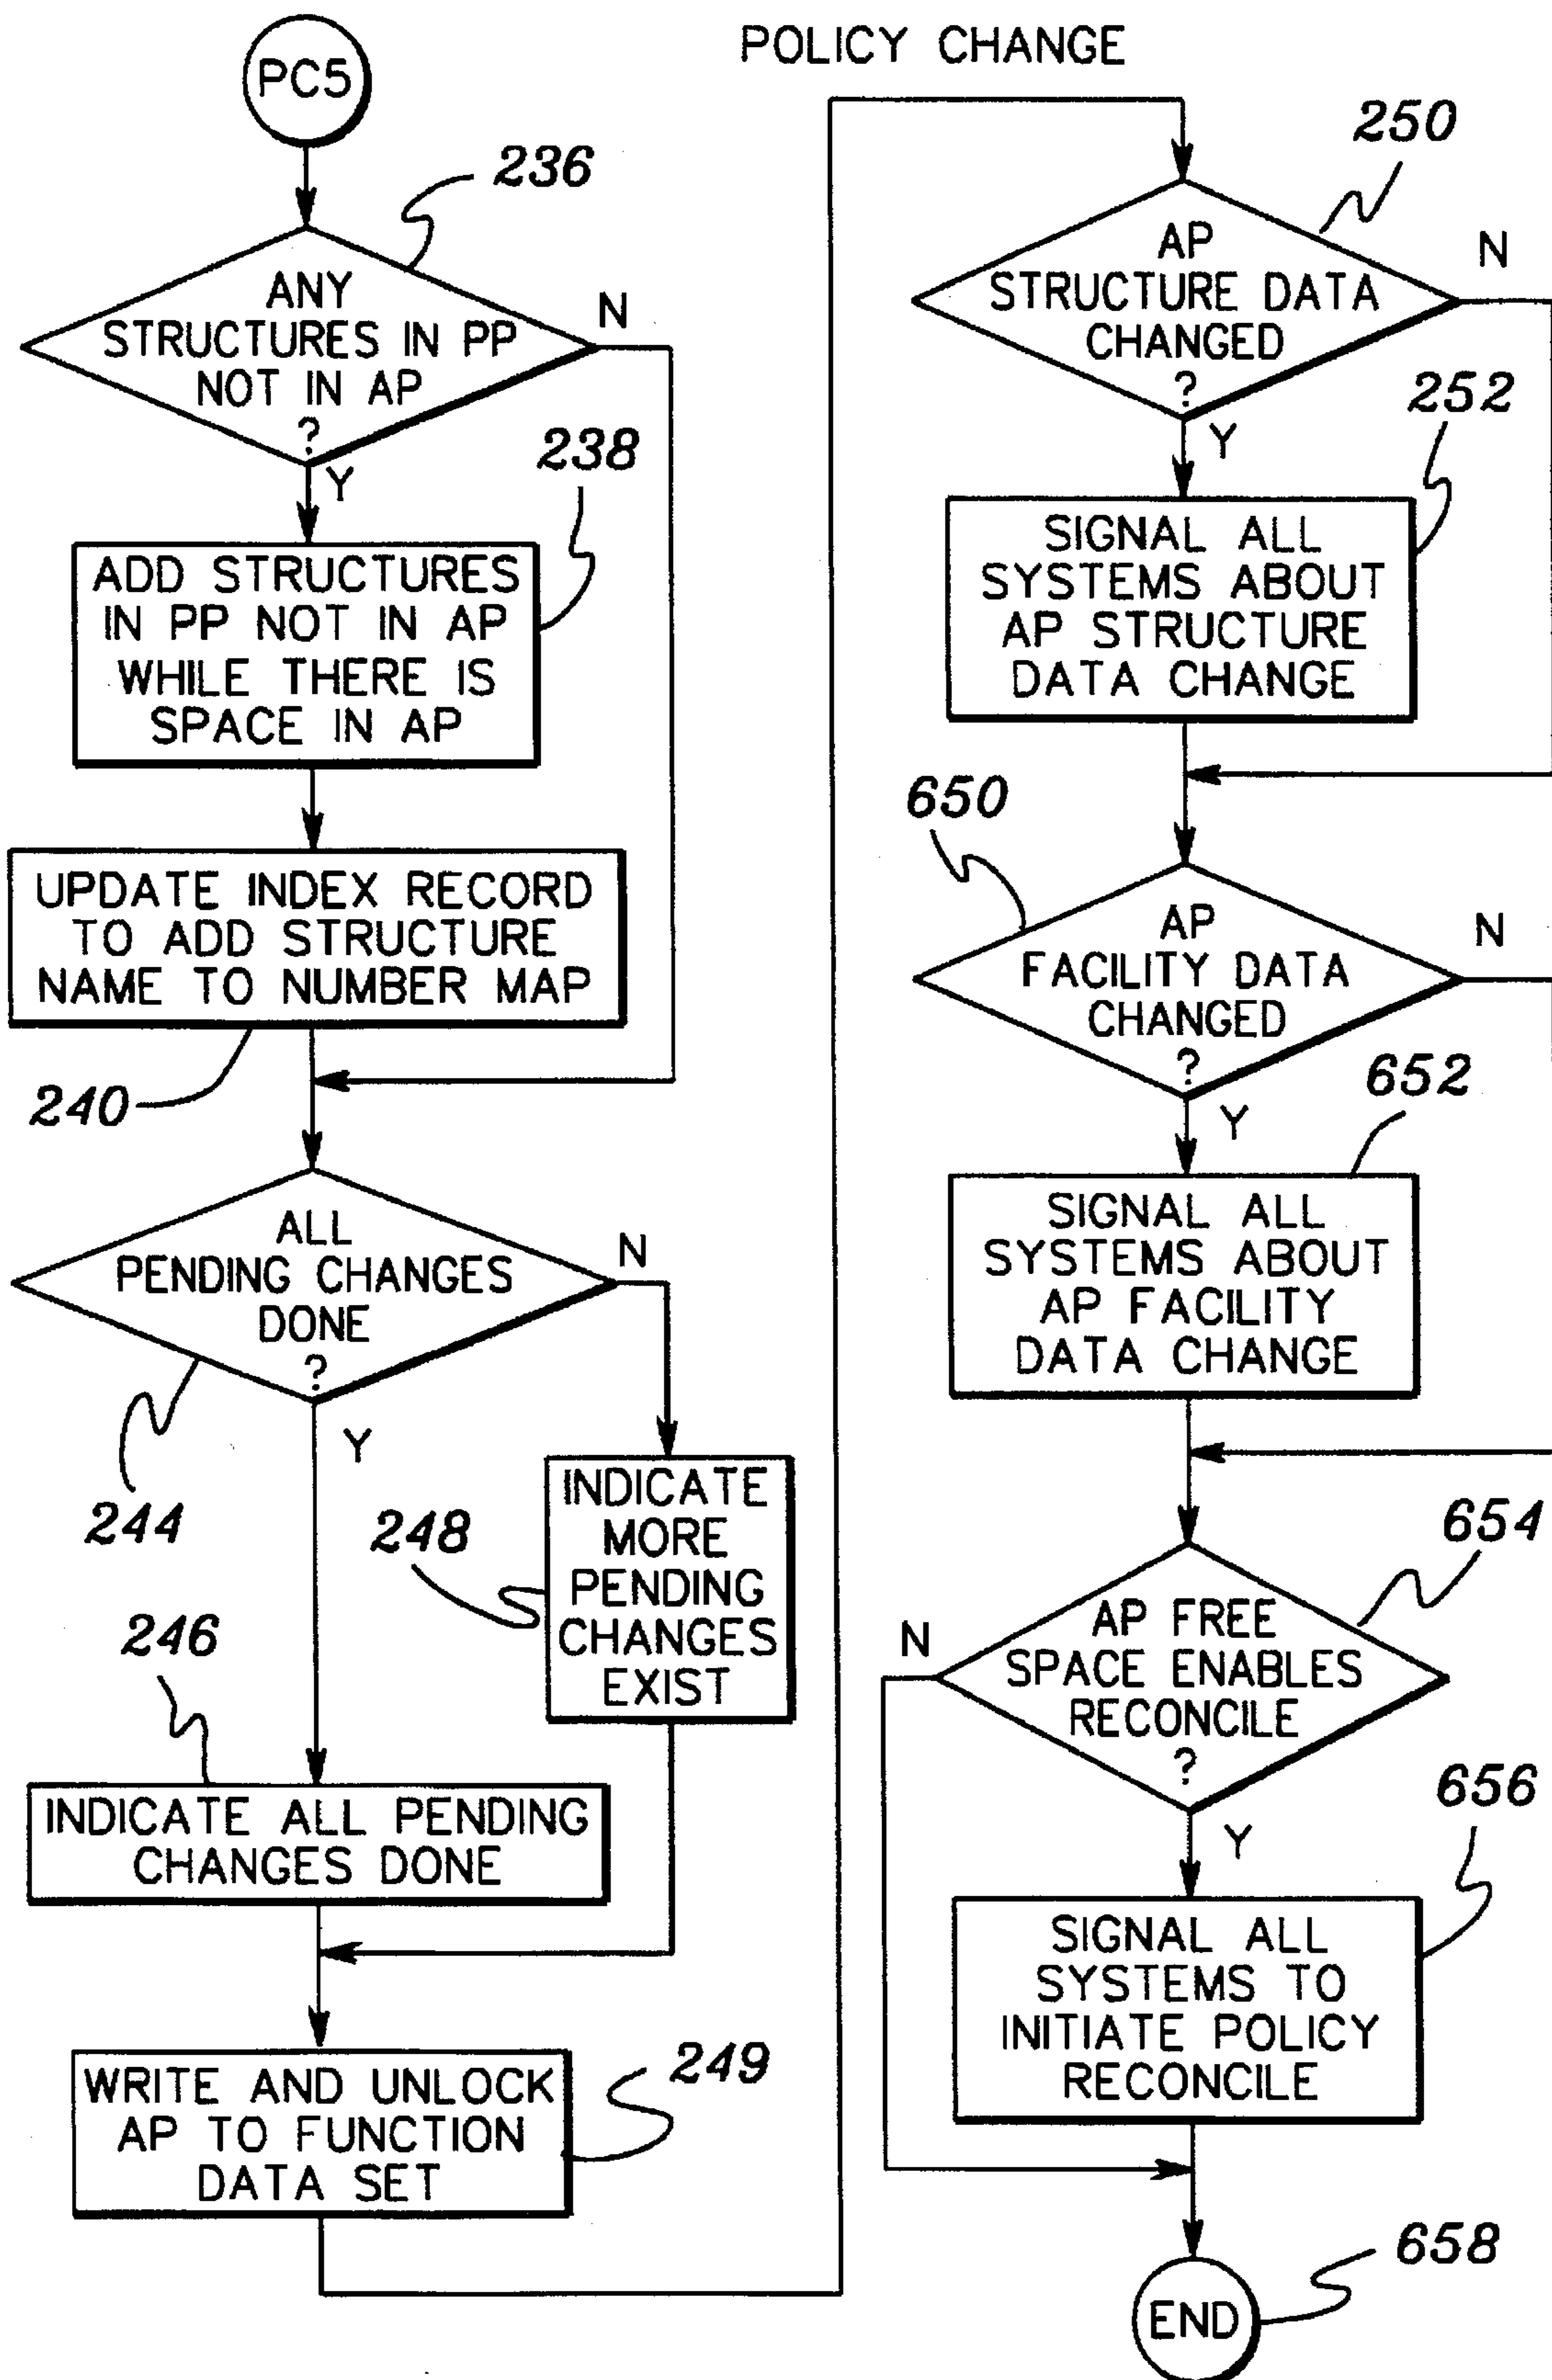 POLICY CHANGE
PC5
236
ANY
STRUCTURES IN PP
NOT IN AP
?
N
Y
238
ADD STRUCTURES
IN PP NOT IN AP
WHILE THERE IS
SPACE IN AP
UPDATE INDEX RECORD
TO ADD STRUCTURE
NAME TO NUMBER MAP
240
ALL
PENDING CHANGES
DONE
?
N
Y
244
248
INDICATE
MORE
PENDING
CHANGES
EXIST
246
INDICATE ALL PENDING
CHANGES DONE
249
WRITE AND UNLOCK
AP TO FUNCTION
DATA SET
250
AP
STRUCTURE DATA
CHANGED
?
N
Y
252
SIGNAL ALL
SYSTEMS ABOUT
AP STRUCTURE
DATA CHANGE
650
AP
FACILITY DATA
CHANGED
?
N
Y
652
SIGNAL ALL
SYSTEMS ABOUT
AP FACILITY
DATA CHANGE
654
AP FREE
SPACE ENABLES
RECONCILE
?
N
Y
656
SIGNAL ALL
SYSTEMS TO
INITIATE POLICY
RECONCILE
658
END